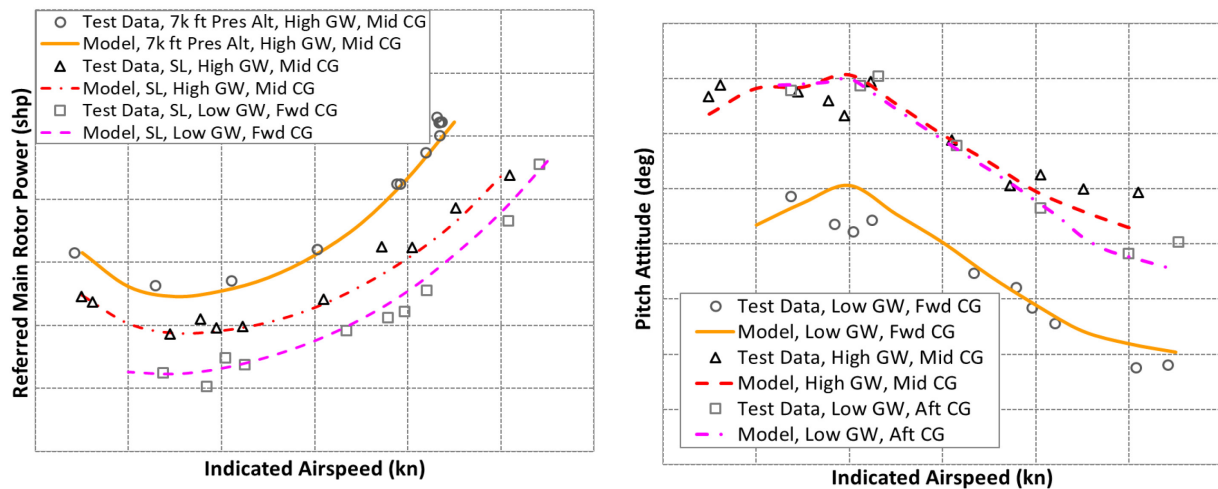 Test Data, 7k ft Pres Alt, High GW, Mid CG
Model, 7k ft Pres Alt, High GW, Mid CG
Test Data, SL, High GW, Mid CG
Model, SL, High GW, Mid CG
Test Data, SL, Low GW, Fwd CG
Model, SL, Low GW, Fwd CG
Referred Main Rotor Power (shp)
Indicated Airspeed (kn)
Pitch Attitude (deg)
Test Data, Low GW, Fwd CG
Model, Low GW, Fwd CG
Test Data, High GW, Mid CG
Model, High GW, Mid CG
Test Data, Low GW, Aft CG
Model, Low GW, Aft CG
Indicated Airspeed (kn)